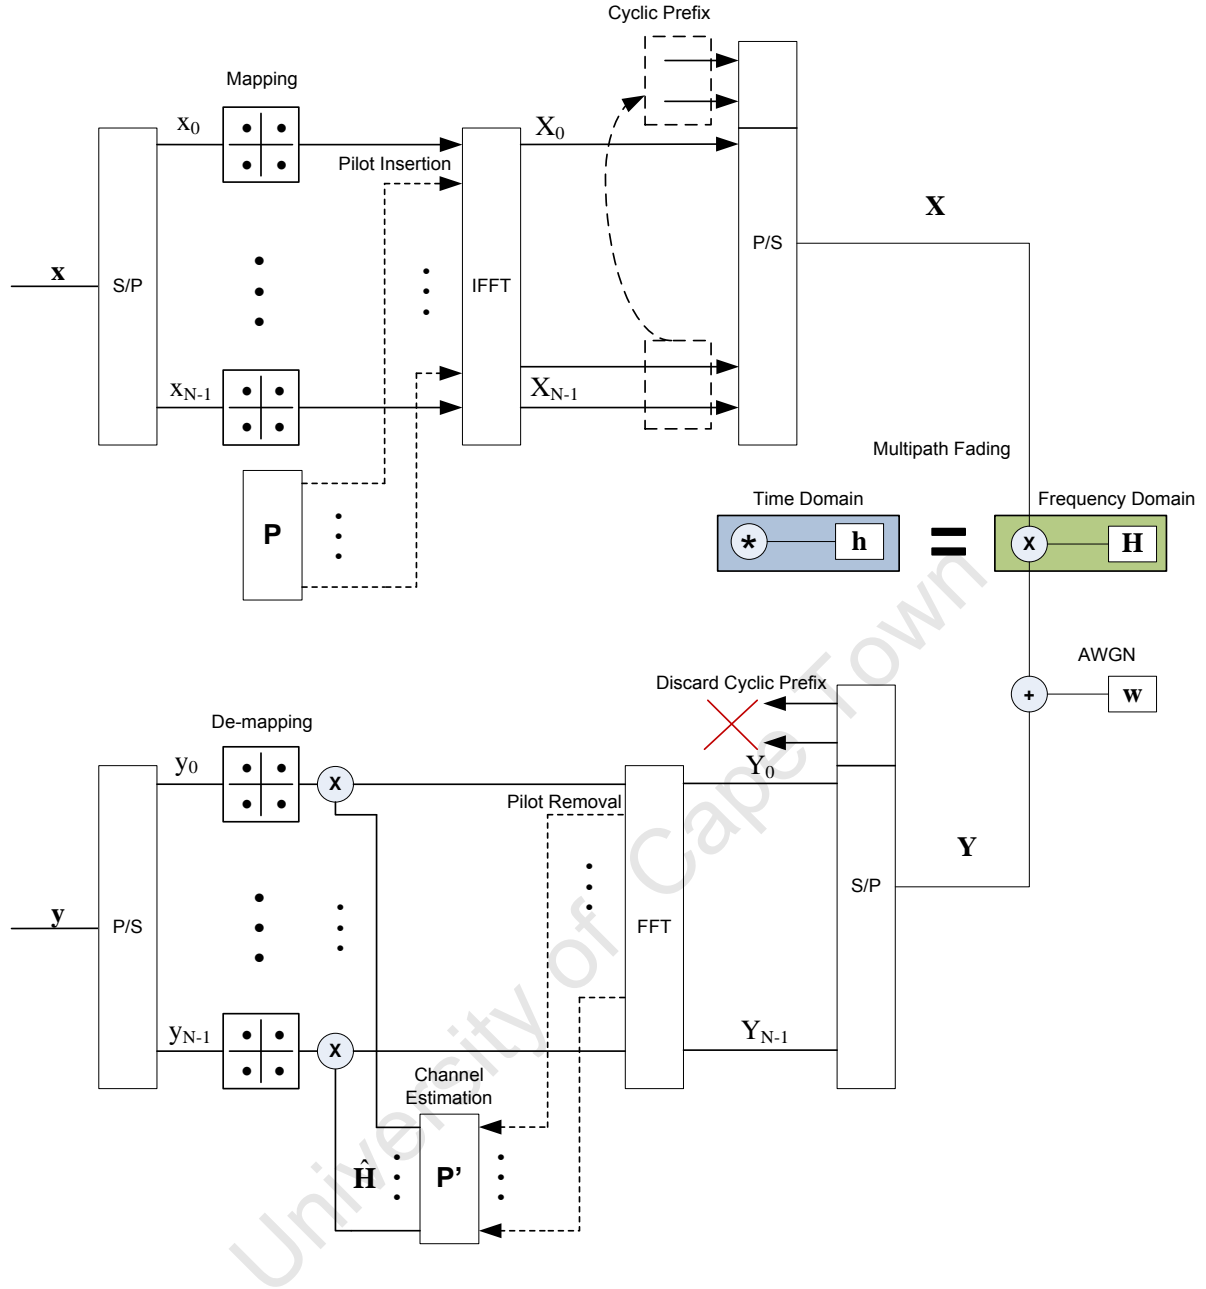 Cyclic Prefix
Mapping
x0
X0
Pilot Insertion
X
P/S
x
S/P
IFFT
xN-1
XN-1
Multipath Fading
P
Time Domain
Frequency Domain
*
h
=
X
H
AWGN
+
w
Discard Cyclic Prefix
De-mapping
y0
X
Y0
Pilot Removal
Y
S/P
y
P/S
FFT
yN-1
X
YN-1
Channel
Estimation
Ĥ
P’
University of Cape Town